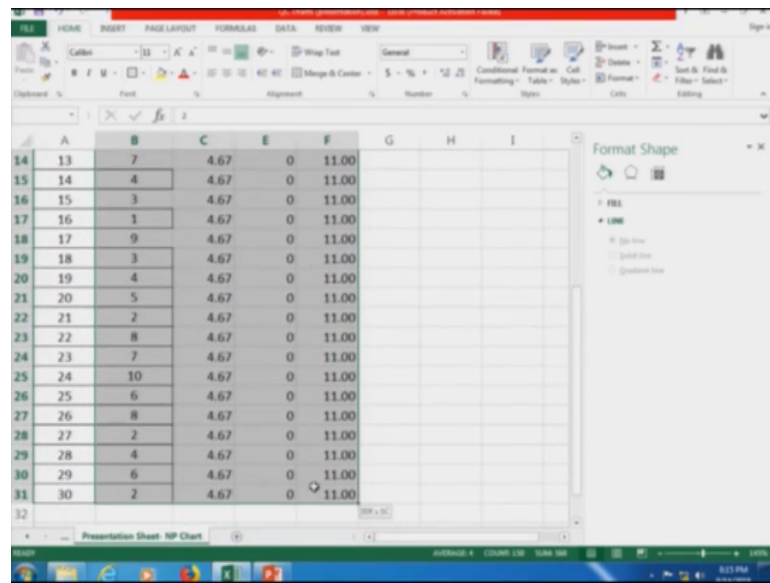 FILE HOME INSERT PAGE LAYOUT FORMULAS DATA REVIEW VIEW Sign in
Calibri 11 Wrap Text General Insert
Paste B I U Merge & Center $ % Conditional Format as Cell Delete Sort & Find &
Formatting Table Styles Format Filter Select
Clipboard Font Alignment Number Styles Cells Editing
fx 2
A B C E F G H I
14 13 7 4.67 0 11.00
15 14 4 4.67 0 11.00
16 15 3 4.67 0 11.00
17 16 1 4.67 0 11.00
18 17 9 4.67 0 11.00
19 18 3 4.67 0 11.00
20 19 4 4.67 0 11.00
21 20 5 4.67 0 11.00
22 21 2 4.67 0 11.00
23 22 8 4.67 0 11.00
24 23 7 4.67 0 11.00
25 24 10 4.67 0 11.00
26 25 6 4.67 0 11.00
27 26 8 4.67 0 11.00
28 27 2 4.67 0 11.00
29 28 4 4.67 0 11.00
30 29 6 4.67 0 11.00
31 30 2 4.67 0 11.00
32
Format Shape
FILL
LINE
No line
Solid line
Gradient line
Presentation Sheet- NP Chart
READY AVERAGE: 4 COUNT: 150 145%
8:15 PM